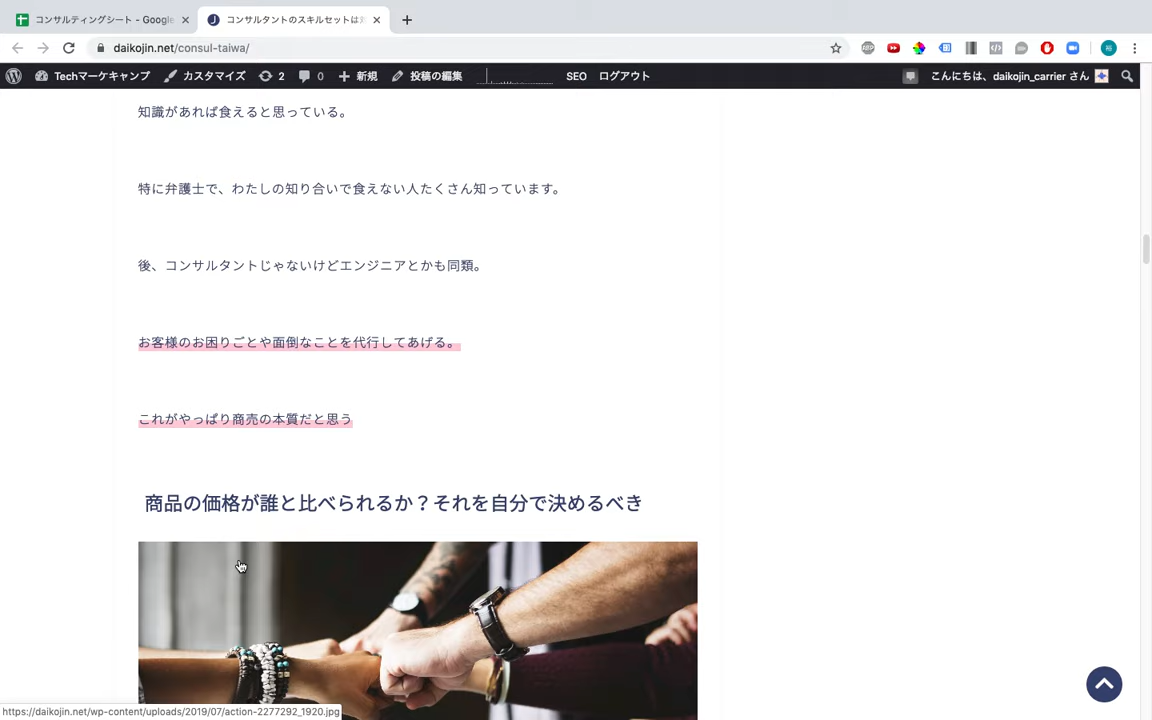 コンサルティングシート - Google
コンサルタントのスキルセットは
daikojin.net/consul-taiwa/
Techマーケキャンプ カスタマイズ 2 0 新規 投稿の編集 SEO ログアウト こんにちは、daikojin_carrier さん
知識があれば食えると思っている。
特に弁護士で、わたしの知り合いで食えない人たくさん知っています。
後、コンサルタントじゃないけどエンジニアとかも同類。
お客様のお困りごとや面倒なことを代行してあげる。
これがやっぱり商売の本質だと思う
商品の価格が誰と比べられるか？それを自分で決めるべき
https://daikojin.net/wp-content/uploads/2019/07/action-2277292_1920.jpg